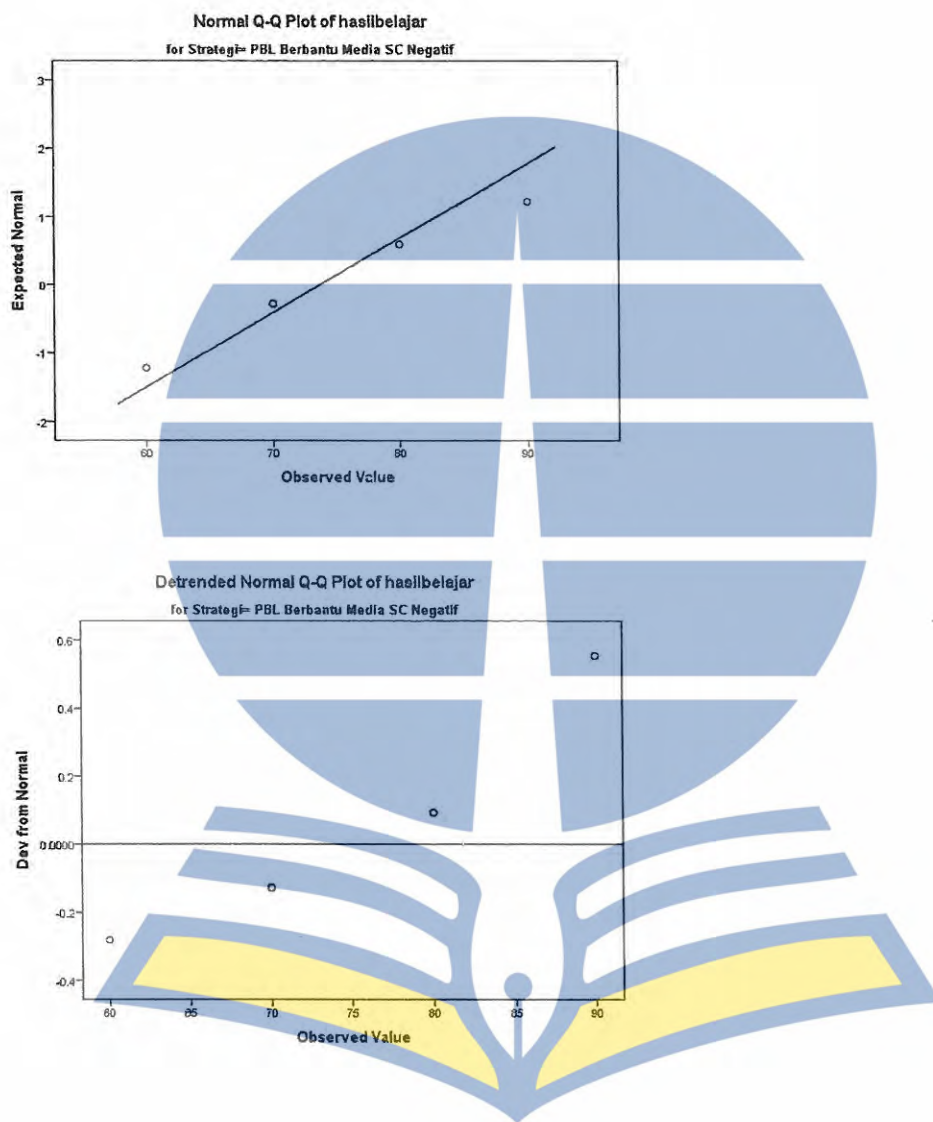 Normal Q-Q Plot of hasilbelajar
for Strategi= PBL Berbantu Media SC Negatif
3
2
1
0
-1
-2
Expected Normal
60 70 80 90
Observed Value
Detrended Normal Q-Q Plot of hasilbelajar
for Strategi= PBL Berbantu Media SC Negatif
0.6
0.4
0.2
-0.2
-0.4
Dev from Normal
60 65 70 75 80 85 90
Observed Value